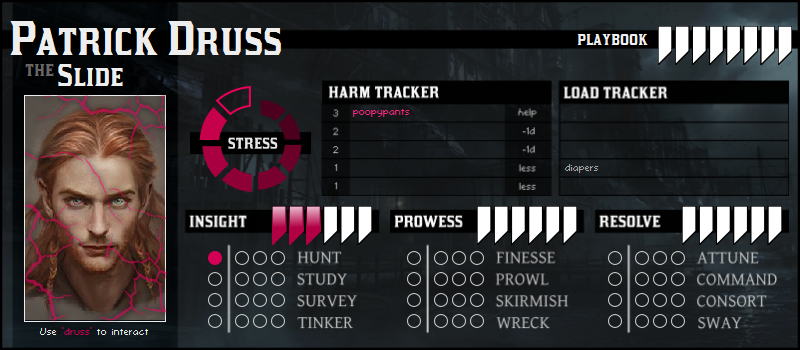 PATRICK DRUSS
PLAYBOOK
THE SLIDE
HARM TRACKER
LOAD TRACKER
3 poopypants help
2 -1d
STRESS
2 -1d
1 less
diapers
1 less
INSIGHT
PROWESS
RESOLVE
HUNT
FINESSE
ATTUNE
STUDY
PROWL
COMMAND
SURVEY
SKIRMISH
CONSORT
TINKER
WRECK
SWAY
Use 'druss' to interact